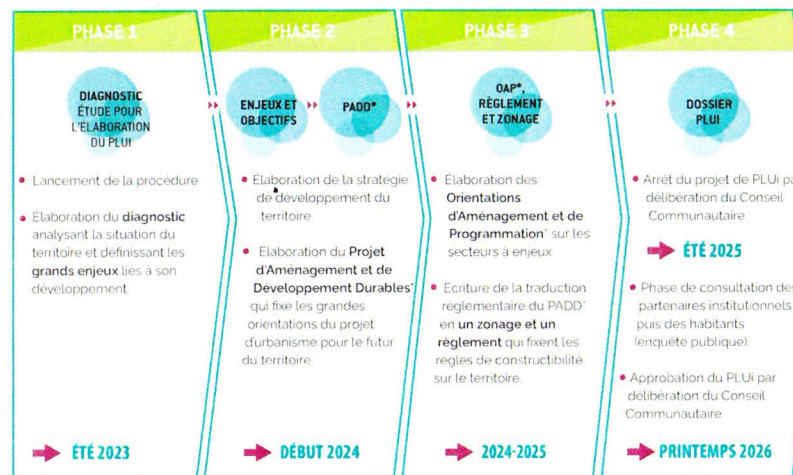 PHASE 1
DIAGNOSTIC
ÉTUDE POUR
L'ÉLABORATION
DU PLUI
• Lancement de la procédure
• Élaboration du diagnostic
analysant la situation du
territoire et définissant les
grands enjeux liés à son
développement
ÉTÉ 2023
PHASE 2
ENJEUX ET
OBJECTIFS
PADD*
• Elaboration de la stratégie
de développement du
territoire
• Elaboration du Projet
d'Aménagement et de
Développement Durables*
qui fixe les grandes
orientations du projet
d'urbanisme pour le futur
du territoire
DÉBUT 2024
PHASE 3
OAP*,
RÈGLEMENT
ET ZONAGE
• Élaboration des
Orientations
d'Aménagement et de
Programmation* sur les
secteurs à enjeux
• Écriture de la traduction
réglementaire du PADD*
en un zonage et un
règlement qui fixent les
règles de constructibilité
sur le territoire.
2024-2025
PHASE 4
DOSSIER
PLUI
• Arrêt du projet de PLUi pa
délibération du Conseil
Communautaire
ÉTÉ 2025
• Phase de consultation des
partenaires institutionnels
puis des habitants
(enquête publique)
• Approbation du PLUi par
délibération du Conseil
Communautaire
PRINTEMPS 2026